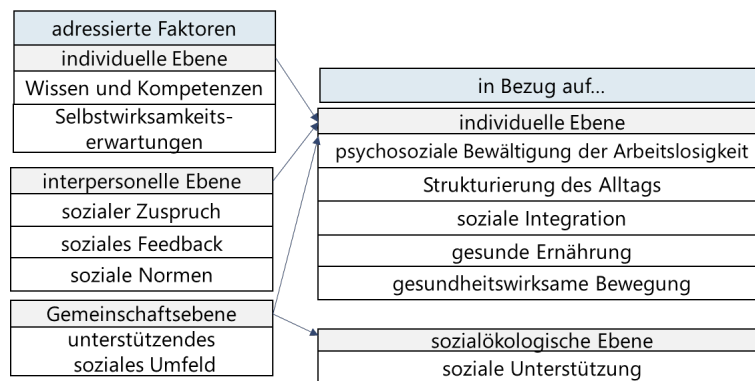 adressierte Faktoren
individuelle Ebene
Wissen und Kompetenzen
Selbstwirksamkeits-
erwartungen
interpersonelle Ebene
sozialer Zuspruch
soziales Feedback
soziale Normen
Gemeinschaftsebene
unterstützendes
soziales Umfeld
in Bezug auf...
individuelle Ebene
psychosoziale Bewältigung der Arbeitslosigkeit
Strukturierung des Alltags
soziale Integration
gesunde Ernährung
gesundheitswirksame Bewegung
sozialökologische Ebene
soziale Unterstützung